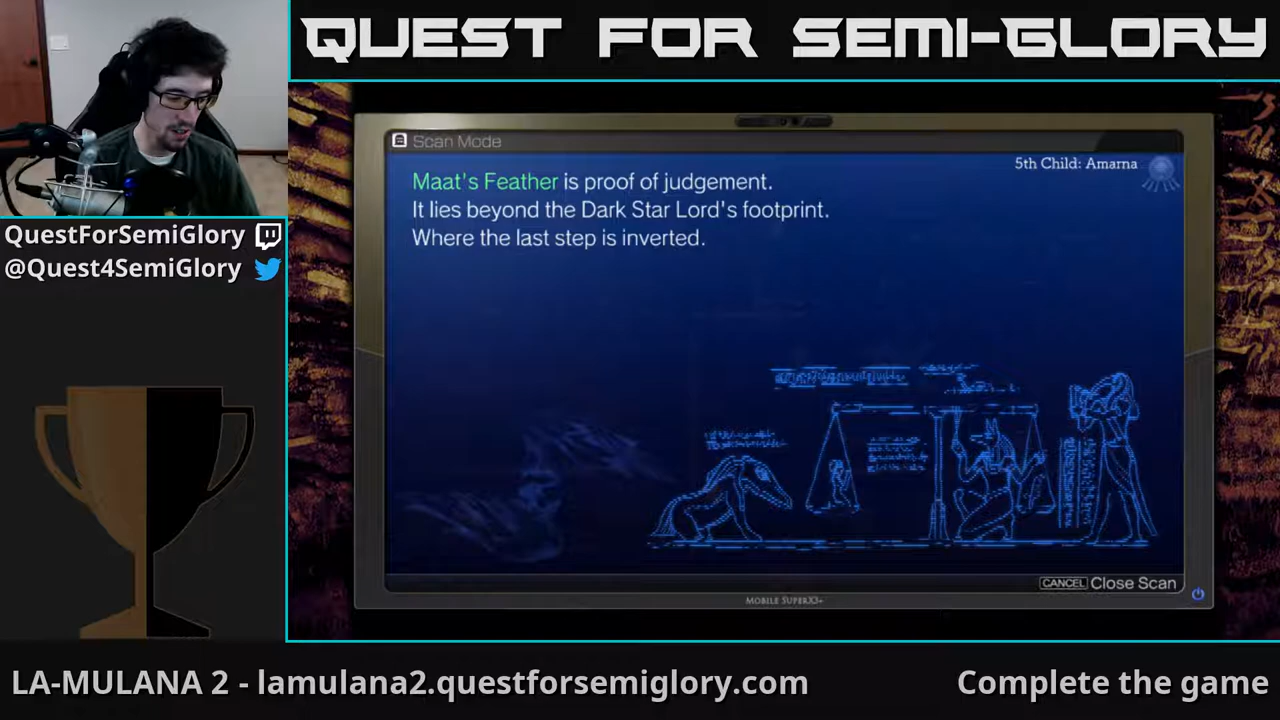 QUEST FOR SEMI-GLORY
Scan Mode
5th Child: Amarna
Maat's Feather is proof of judgement.
It lies beyond the Dark Star Lord's footprint.
Where the last step is inverted.
QuestForSemiGlory
@Quest4SemiGlory
CANCEL Close Scan
MOBILE SUPERX3+
LA-MULANA 2 - lamulana2.questforsemiglory.com
Complete the game